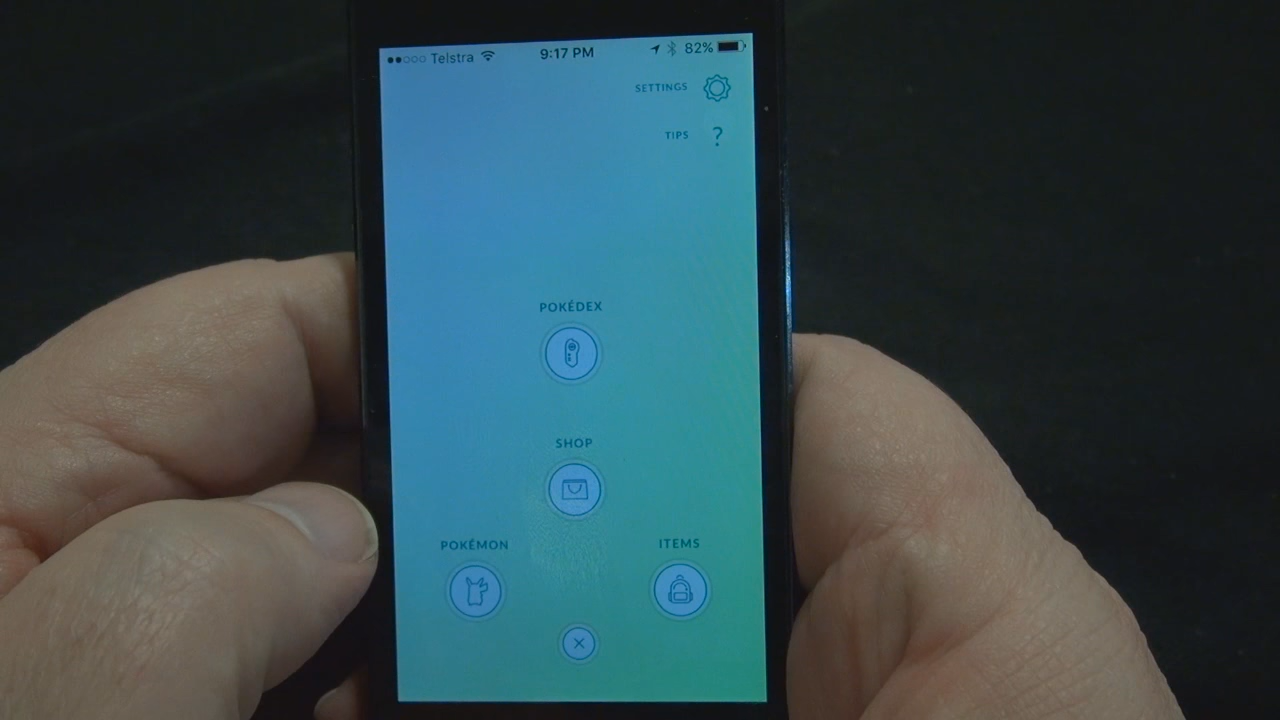 Telstra 9:17 PM 82%
SETTINGS
TIPS ?
POKÉDEX
SHOP
POKÉMON ITEMS